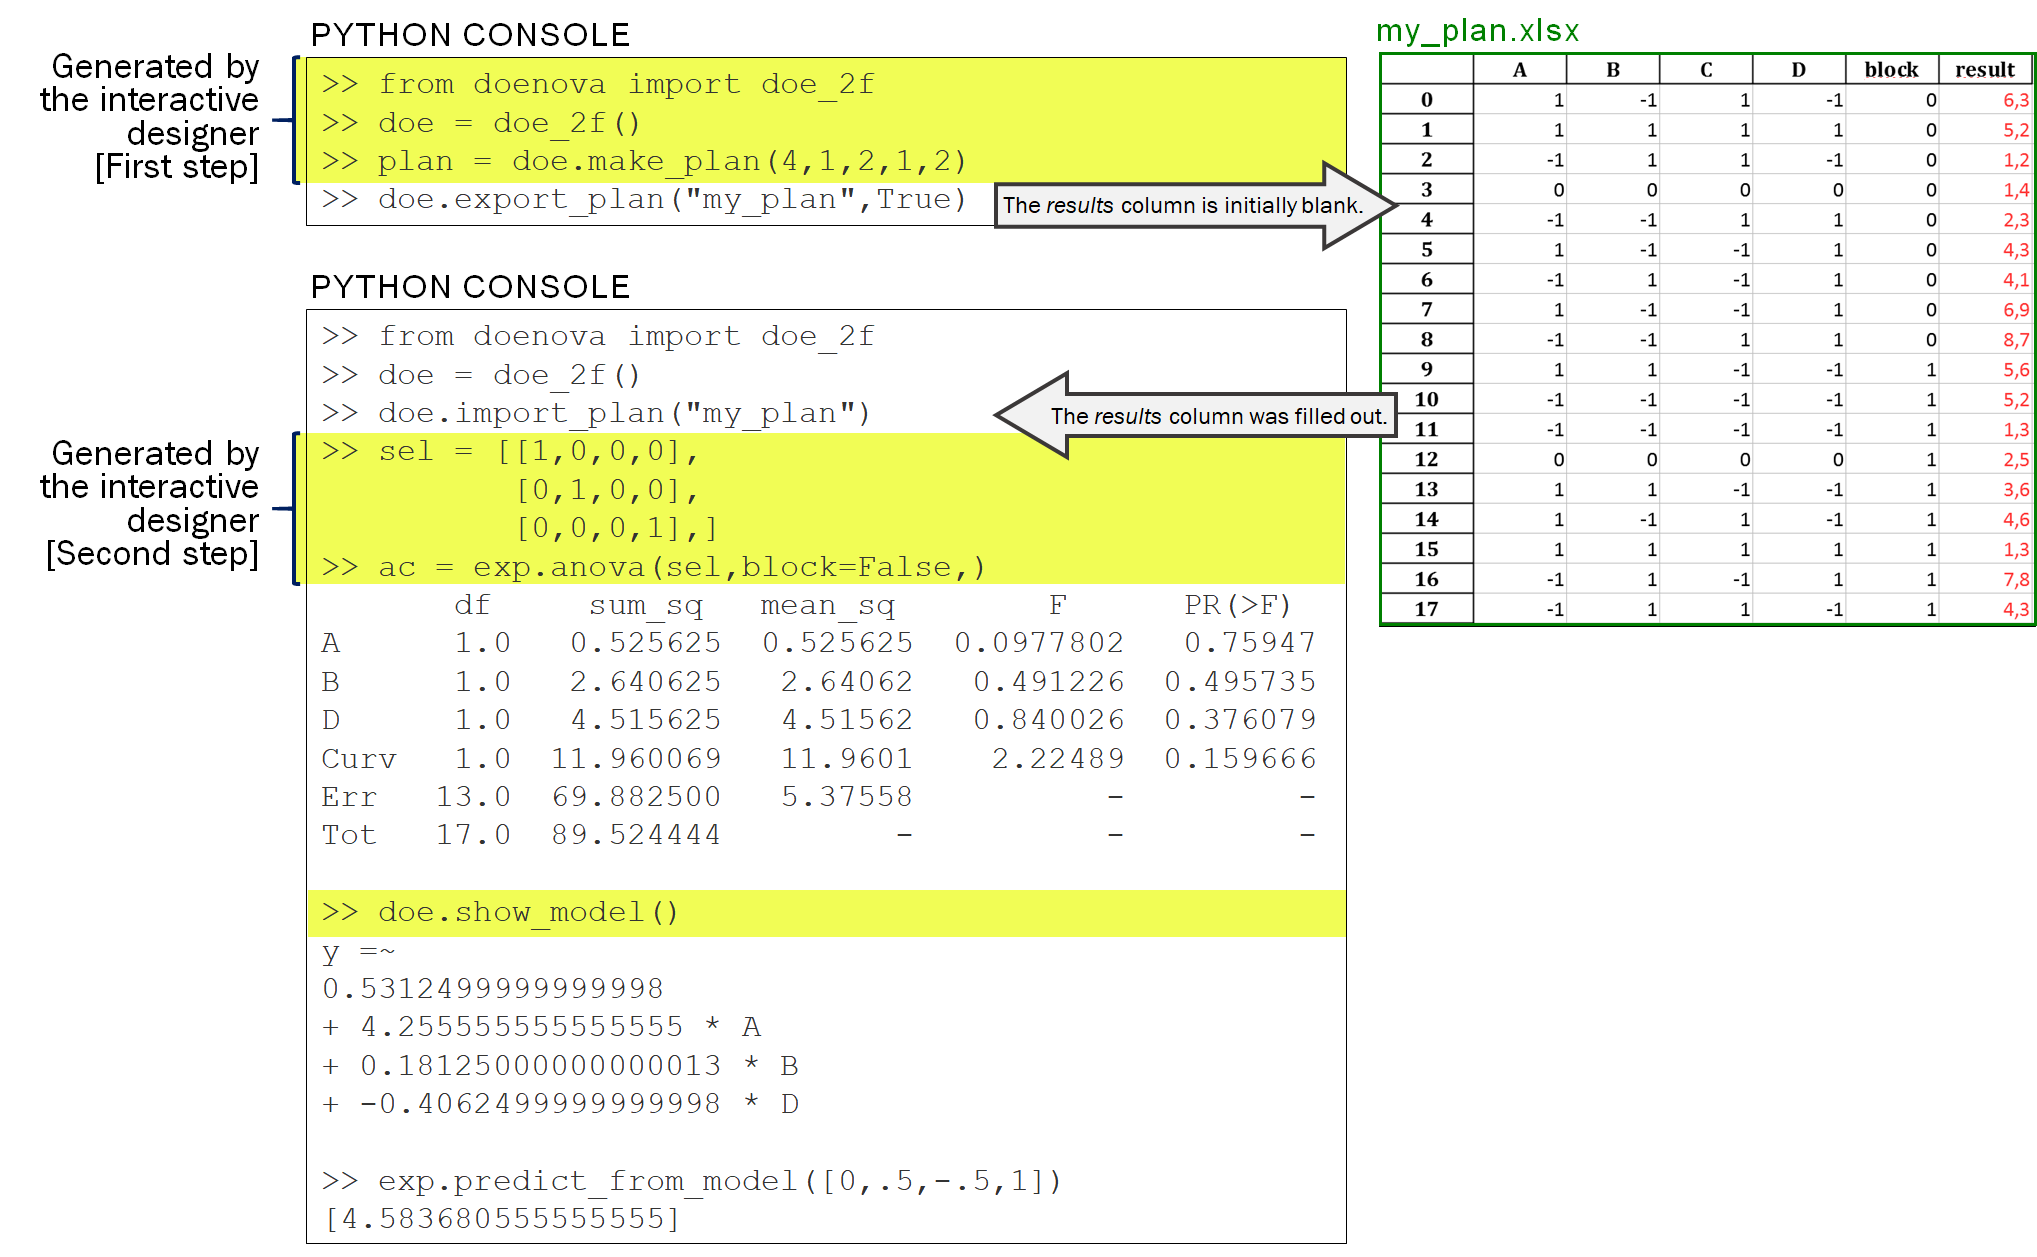 PYTHON CONSOLE
Generated by
the interactive
designer
[First step]
>> from doenova import doe_2f
>> doe = doe_2f()
>> plan = doe.make_plan(4,1,2,1,2)
>> doe.export_plan("my_plan",True)
The results column is initially blank.
my_plan.xlsx
A B C D block result
0 1 -1 1 -1 0 6,3
1 1 1 1 1 0 5,2
2 -1 1 1 -1 0 1,2
3 0 0 0 0 0 1,4
4 -1 -1 1 1 0 2,3
5 1 -1 -1 1 0 4,3
6 -1 1 -1 1 0 4,1
7 1 -1 -1 1 0 6,9
8 -1 -1 1 1 0 8,7
9 1 1 -1 -1 1 5,6
10 -1 -1 -1 -1 1 5,2
11 -1 -1 -1 -1 1 1,3
12 0 0 0 0 1 2,5
13 1 1 -1 -1 1 3,6
14 1 -1 1 -1 1 4,6
15 1 1 1 1 1 1,3
16 -1 1 -1 1 1 7,8
17 -1 1 1 -1 1 4,3
PYTHON CONSOLE
>> from doenova import doe_2f
>> doe = doe_2f()
>> doe.import_plan("my_plan")
The results column was filled out.
Generated by
the interactive
designer
[Second step]
>> sel = [[1,0,0,0],
[0,1,0,0],
[0,0,0,1],]
>> ac = exp.anova(sel,block=False,)
df sum_sq mean_sq F PR(>F)
A 1.0 0.525625 0.525625 0.0977802 0.75947
B 1.0 2.640625 2.64062 0.491226 0.495735
D 1.0 4.515625 4.51562 0.840026 0.376079
Curv 1.0 11.960069 11.9601 2.22489 0.159666
Err 13.0 69.882500 5.37558 - -
Tot 17.0 89.524444 - - -
>> doe.show_model()
y =~
0.5312499999999998
+ 4.255555555555555 * A
+ 0.18125000000000013 * B
+ -0.4062499999999998 * D
>> exp.predict_from_model([0,.5,-.5,1])
[4.583680555555555]